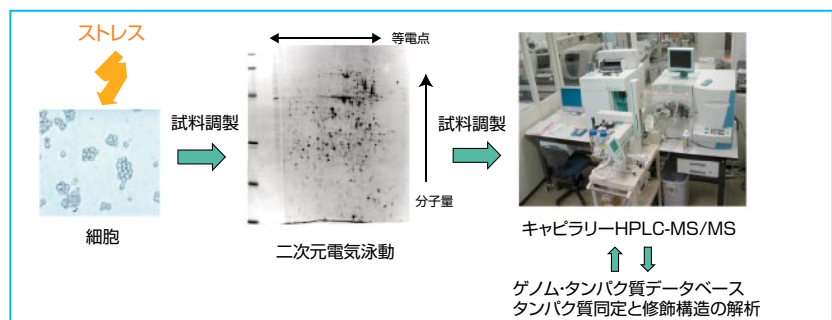 ストレス
試料調製
細胞
等電点
分子量
二次元電気泳動
試料調製
キャピラリーHPLC-MS/MS
ゲノム・タンパク質データベース
タンパク質同定と修飾構造の解析